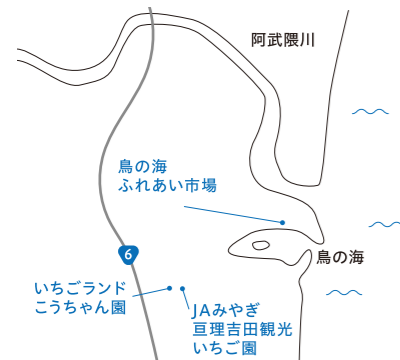 阿武隈川
鳥の海
ふれあい市場
鳥の海
6
いちごランド
こうちゃん園
JAみやぎ
亘理吉田観光
いちご園